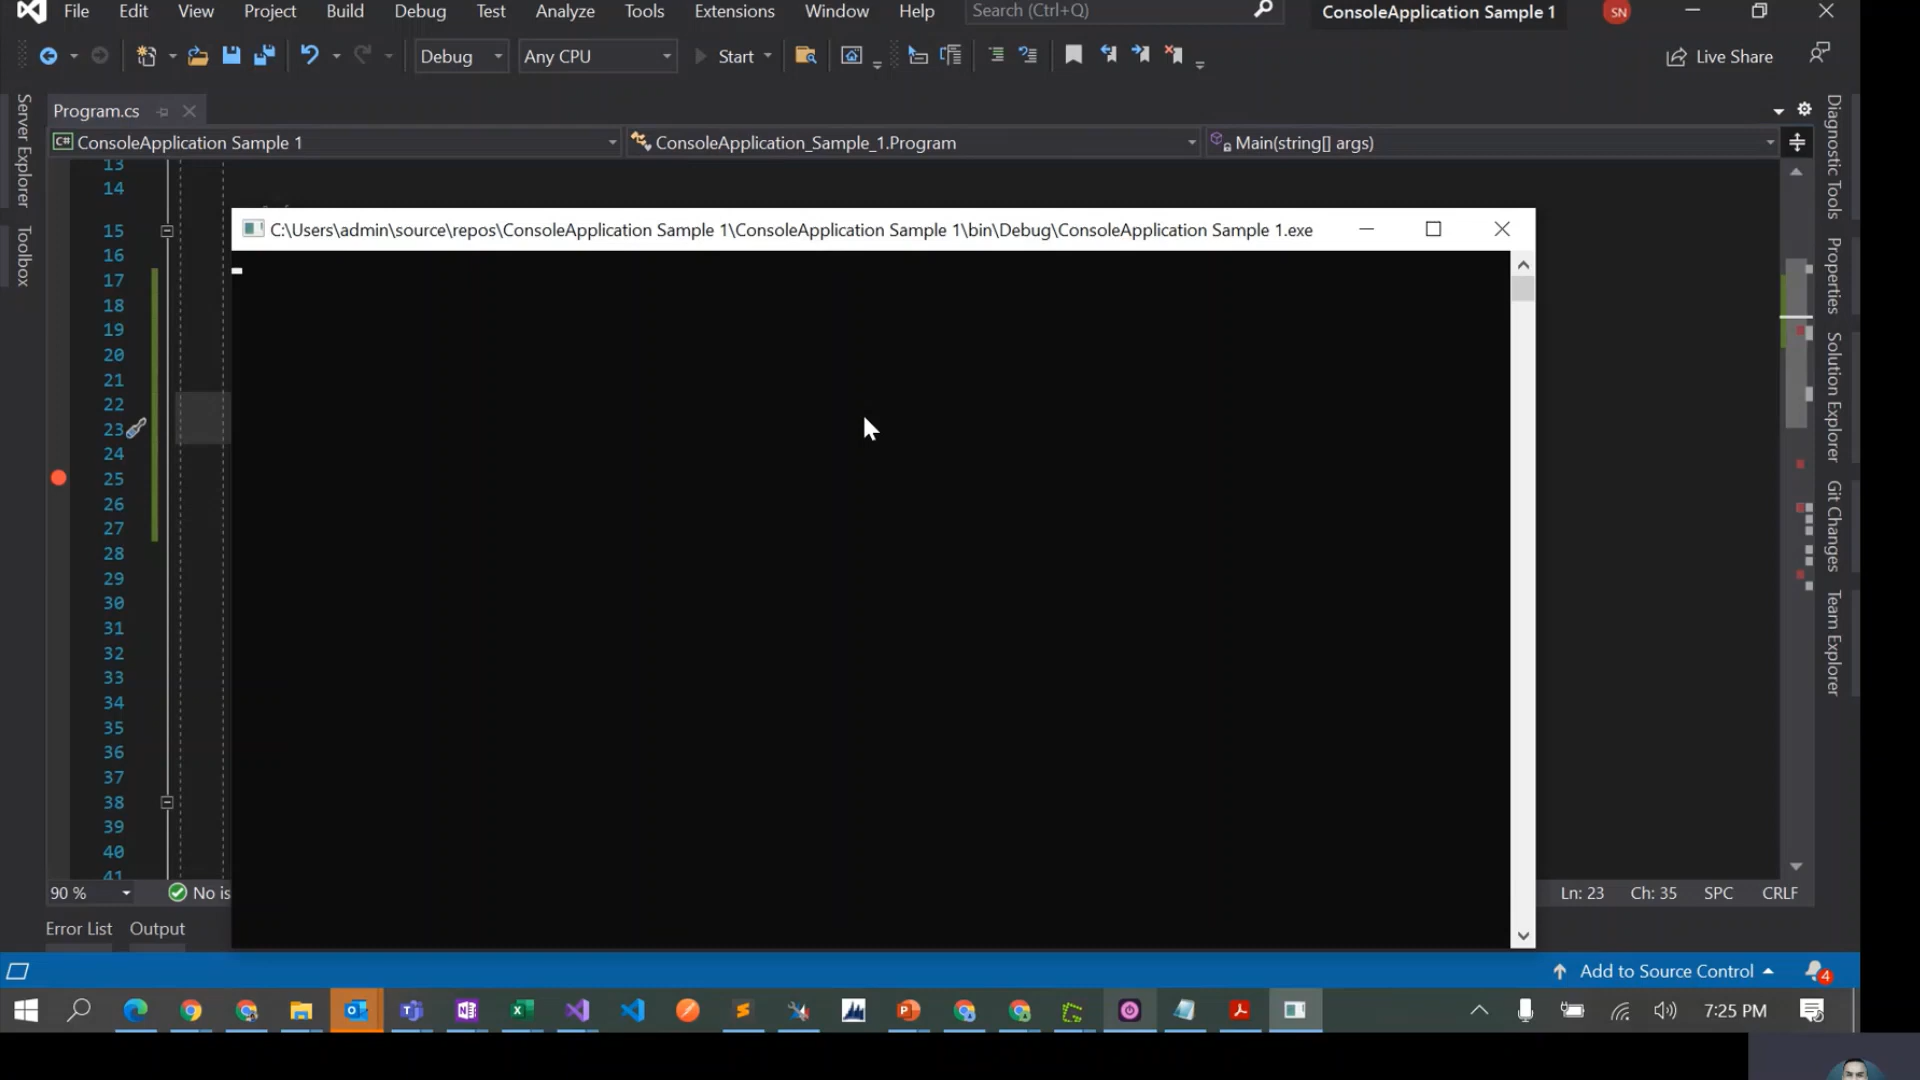 File Edit View Project Build Debug Test Analyze Tools Extensions Window Help Search (Ctrl+Q) ConsoleApplication Sample 1 SN
Debug Any CPU Start Live Share
Program.cs
C# ConsoleApplication Sample 1 ConsoleApplication_Sample_1.Program Main(string[] args)
Server Explorer
Toolbox
13
14
15
16
17
18
19
20
21
22
23
24
25
26
27
28
29
30
31
32
33
34
35
36
37
38
39
40
41
C:\Users\admin\source\repos\ConsoleApplication Sample 1\ConsoleApplication Sample 1\bin\Debug\ConsoleApplication Sample 1.exe
Diagnostic Tools
Properties
Solution Explorer
Git Changes
Team Explorer
90 % No is Ln: 23 Ch: 35 SPC CRLF
Error List Output
Add to Source Control 4
7:25 PM